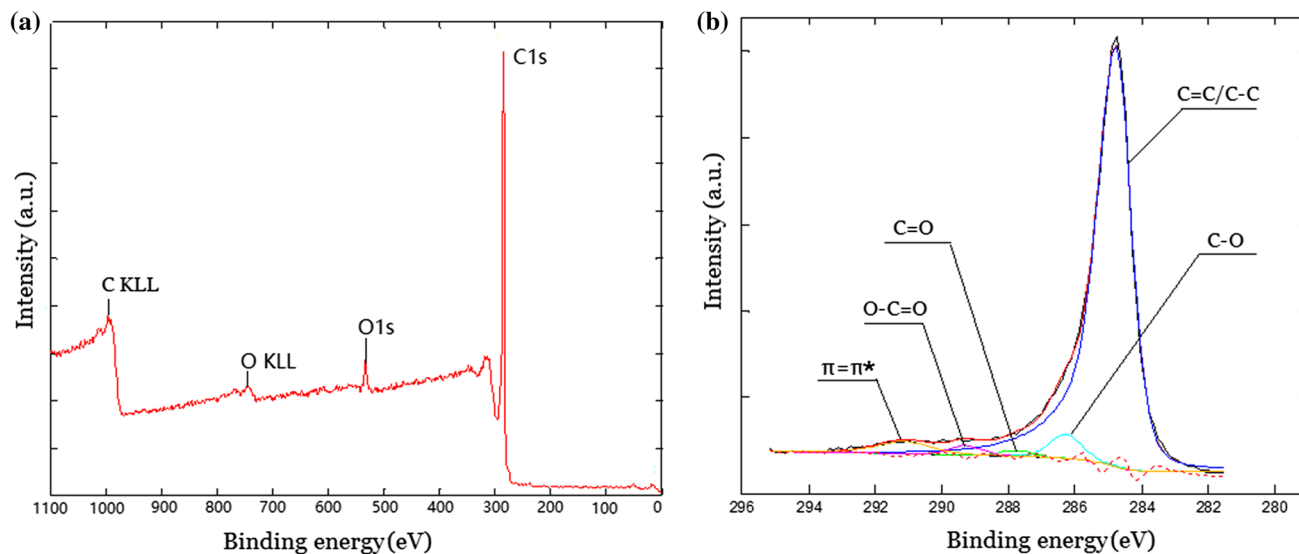 (a)
C1s
C KLL
O KLL
O1s
Intensity (a.u.)
1100 1000 900 800 700 600 500 400 300 200 100 0
Binding energy(eV)
(b)
C=C/C-C
C=O
C-O
O-C=O
π=π*
Intensity (a.u.)
296 294 292 290 288 286 284 282 280
Binding energy(eV)